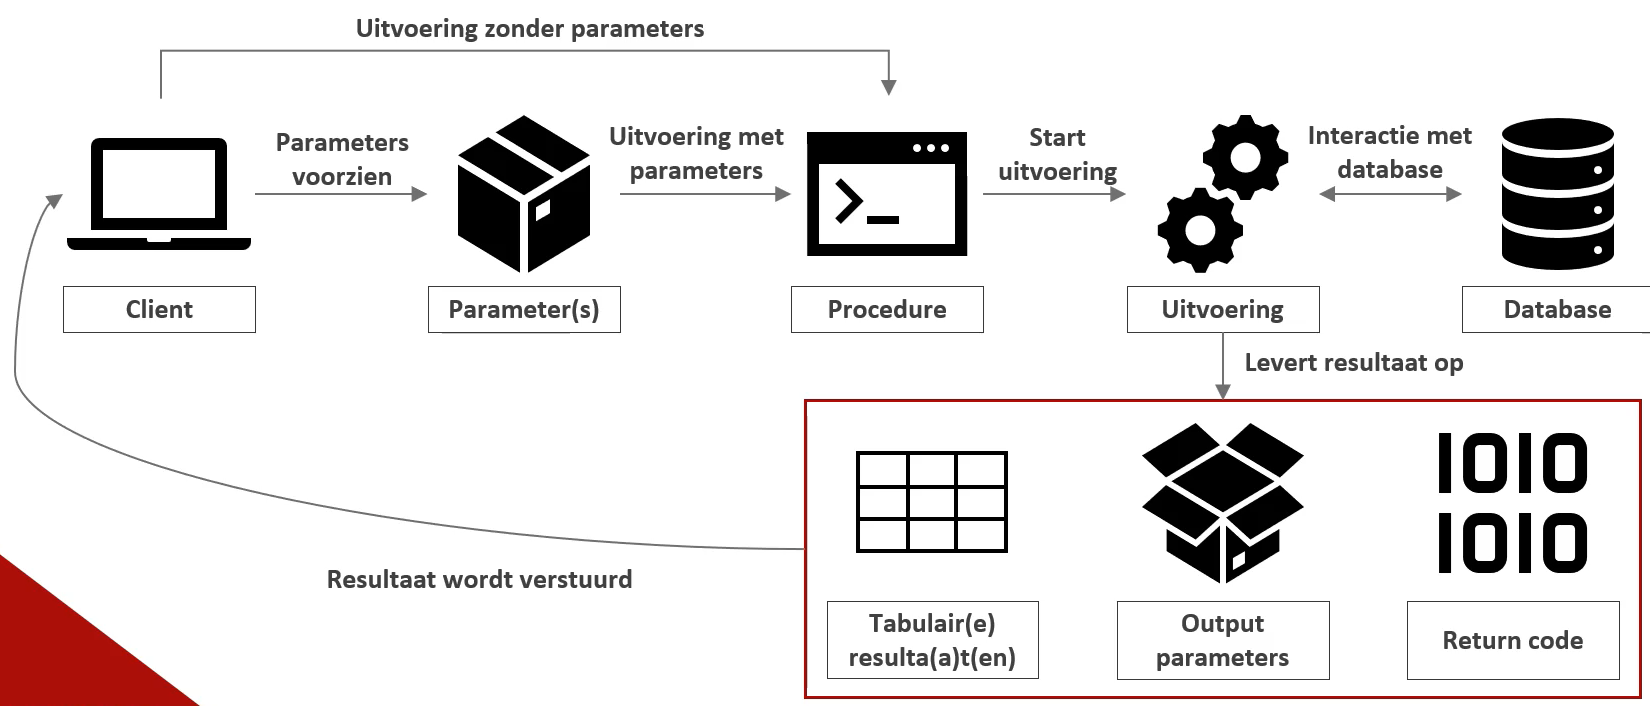 Uitvoering zonder parameters
Parameters
voorzien
Uitvoering met
parameters
Start
uitvoering
Interactie met
database
Client
Parameter(s)
Procedure
Uitvoering
Database
Levert resultaat op
1010
1010
Resultaat wordt verstuurd
Tabulair(e)
resulta(a)t(en)
Output
parameters
Return code